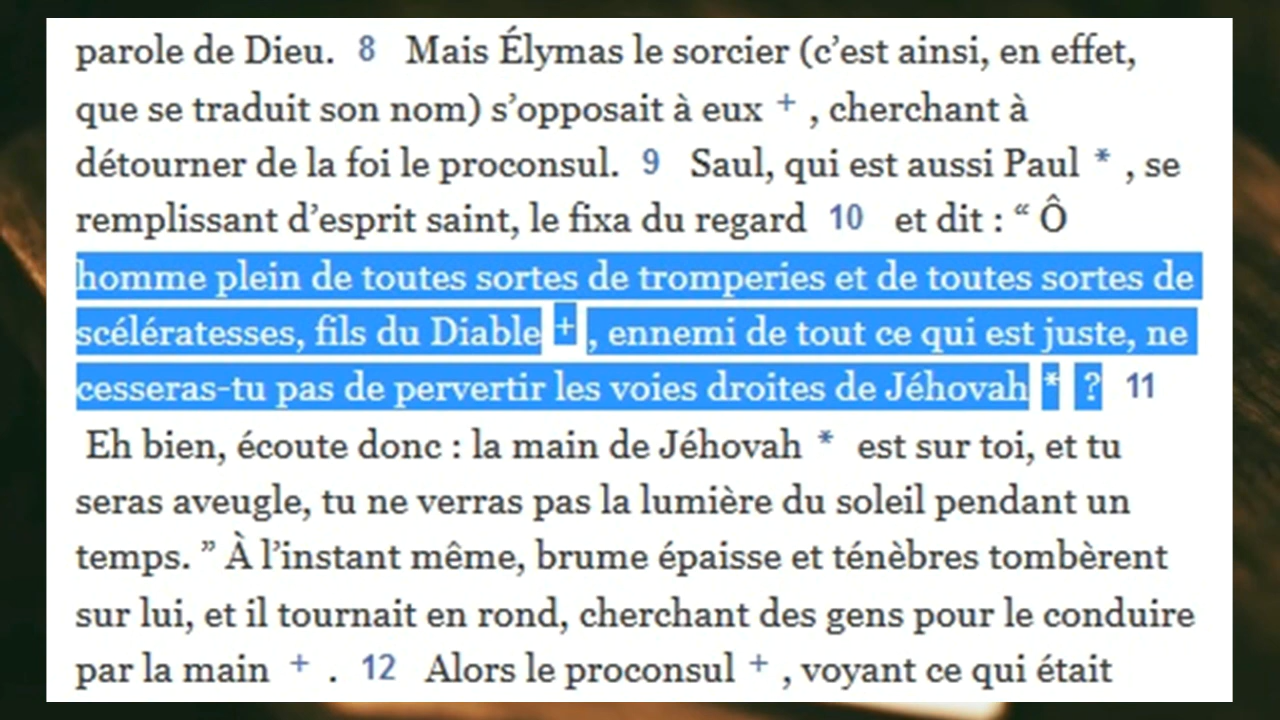 parole de Dieu. 8 Mais Élymas le sorcier (c’est ainsi, en effet,
que se traduit son nom) s’opposait à eux + , cherchant à
détourner de la foi le proconsul. 9 Saul, qui est aussi Paul * , se
remplissant d’esprit saint, le fixa du regard 10 et dit : “ Ô
homme plein de toutes sortes de tromperies et de toutes sortes de
scélératesses, fils du Diable + , ennemi de tout ce qui est juste, ne
cesseras-tu pas de pervertir les voies droites de Jéhovah * ? 11
Eh bien, écoute donc : la main de Jéhovah * est sur toi, et tu
seras aveugle, tu ne verras pas la lumière du soleil pendant un
temps. ” À l’instant même, brume épaisse et ténèbres tombèrent
sur lui, et il tournait en rond, cherchant des gens pour le conduire
par la main + . 12 Alors le proconsul + , voyant ce qui était